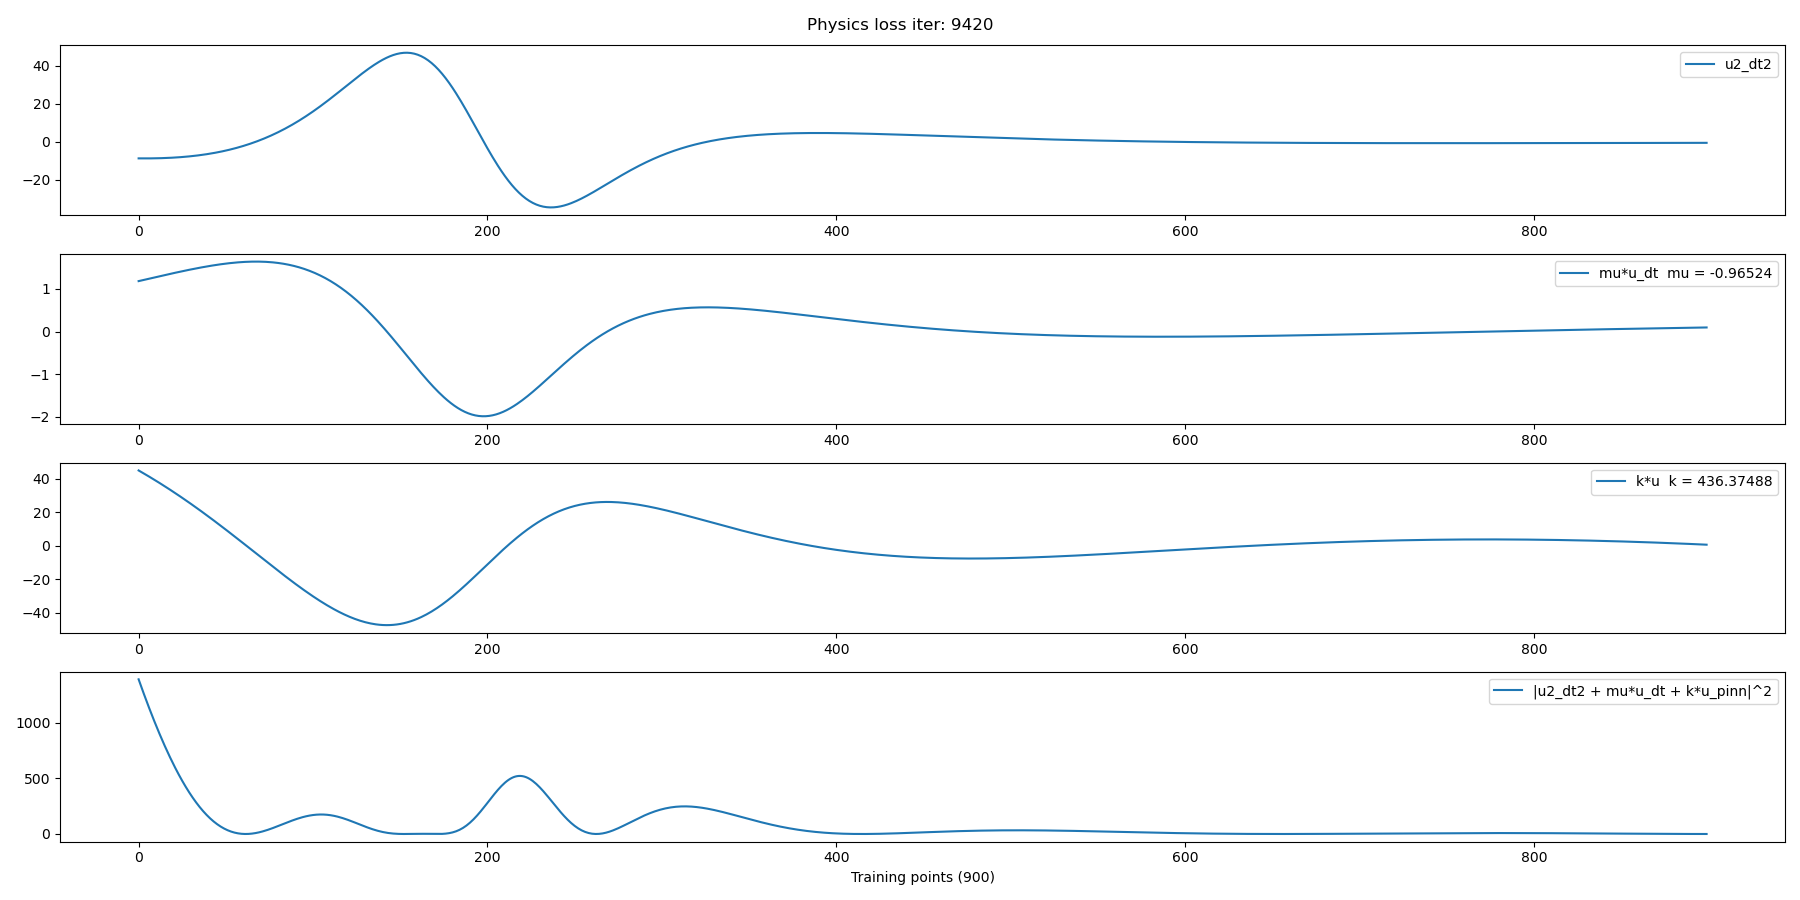 Physics loss iter: 9420
u2_dt2
40
20
0
−20
0 200 400 600 800
mu*u_dt  mu = -0.96524
1
0
−1
−2
0 200 400 600 800
k*u  k = 436.37488
40
20
0
−20
−40
0 200 400 600 800
|u2_dt2 + mu*u_dt + k*u_pinn|^2
1000
500
0
0 200 400 600 800
Training points (900)